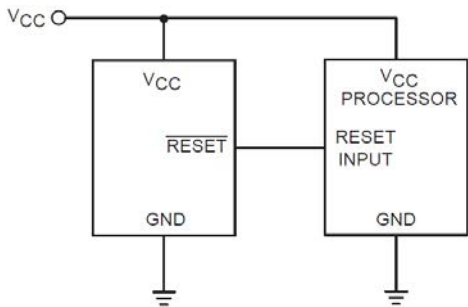 VCC
VCC
RESET
GND
VCC
PROCESSOR
RESET
INPUT
GND